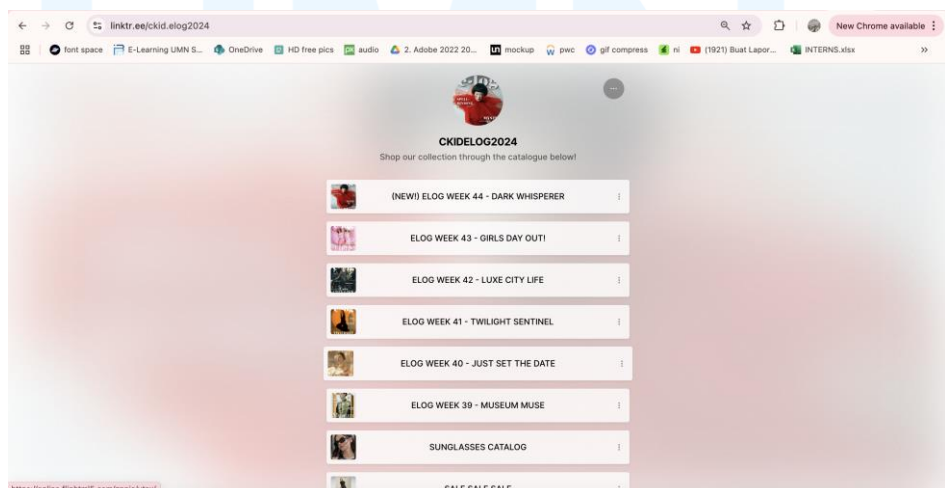 linktr.ee/ckid.elog2024
New Chrome available
font space E-Learning UMN S... OneDrive HD free pics audio 2. Adobe 2022 20... mockup pwc gif compress ni (1921) Buat Lapor... INTERNS.xlsx
CKIDELOG2024
Shop our collection through the catalogue below!
(NEW!) ELOG WEEK 44 - DARK WHISPERER
ELOG WEEK 43 - GIRLS DAY OUT!
ELOG WEEK 42 - LUXE CITY LIFE
ELOG WEEK 41 - TWILIGHT SENTINEL
ELOG WEEK 40 - JUST SET THE DATE
ELOG WEEK 39 - MUSEUM MUSE
SUNGLASSES CATALOG
SALE SALE SALE